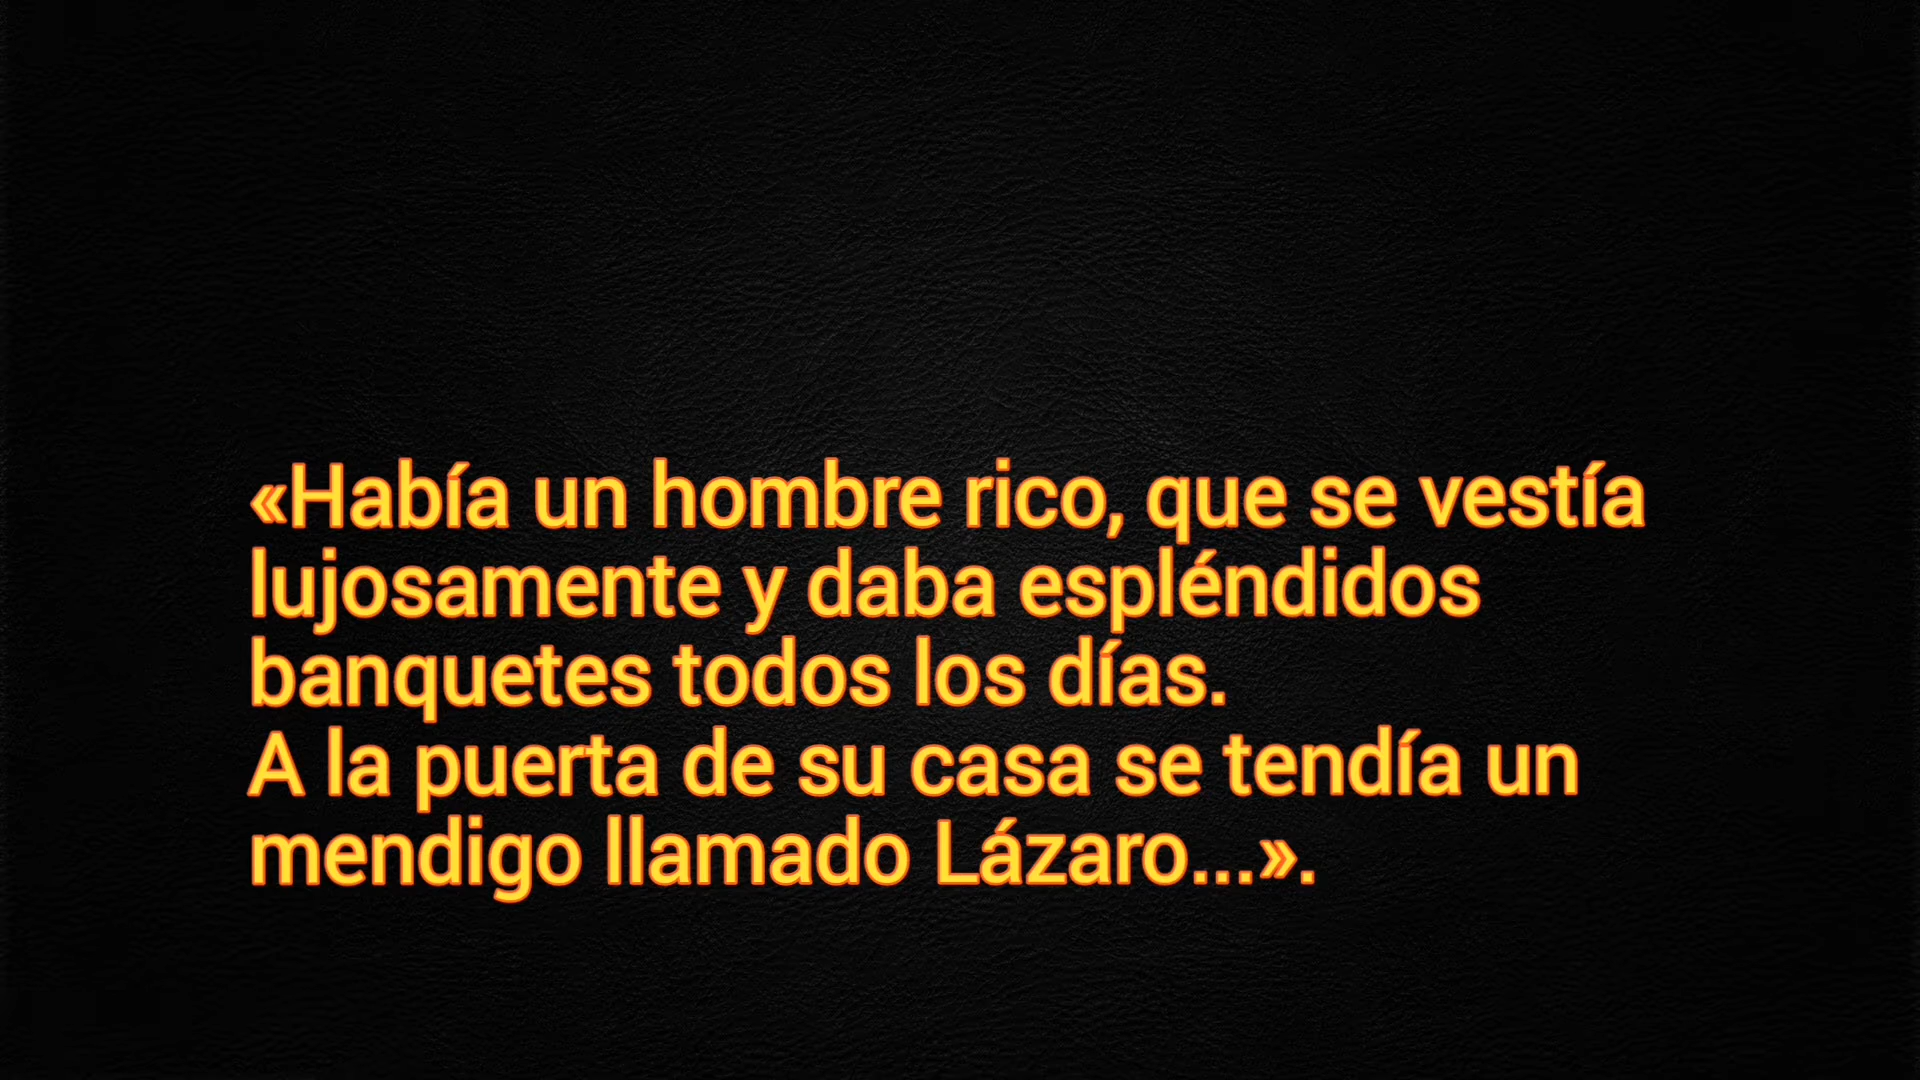 «Había un hombre rico, que se vestía
lujosamente y daba espléndidos
banquetes todos los días.
A la puerta de su casa se tendía un
mendigo llamado Lázaro...».